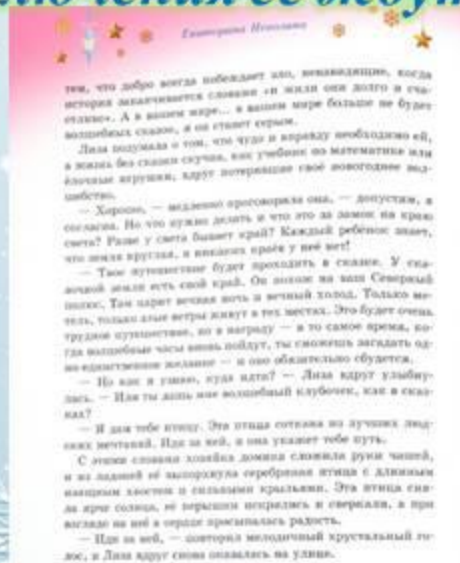 Екатерина Неволина
тем, что добро всегда побеждает зло, ненавидящие, когда
история заканчивается словами «и жили они долго и сча-
стливо». А в вашем мире... в вашем мире больше не будет
волшебных сказок, и он станет серым.
Лиза подумала о том, что чудо и вправду необходимо ей,
а жизнь без сказки скучна, как учебник по математике или
ёлочные игрушки, вдруг потерявшие своё новогоднее вол-
шебство.
— Хорошо, — медленно проговорила она, — допустим, я
согласна. Но что нужно делать и что это за замок на краю
света? Разве у света бывает край? Каждый ребёнок знает,
что земля круглая, и никаких краёв у неё нет!
— Твое путешествие будет проходить в сказке. У ска-
зочной земли есть свой край. Он похож на ваш Северный
полюс. Там царит вечная ночь и вечный холод. Только ме-
тель, только злые ветры живут в тех местах. Это будет очень
трудное путешествие, но в награду — в то самое время, ко-
гда волшебные часы вновь пойдут, ты сможешь загадать од-
но-единственное желание — и оно обязательно сбудется.
— Но как я узнаю, куда идти? — Лиза вдруг улыбну-
лась. — Или ты дашь мне волшебный клубочек, как в сказ-
ках?
— Я дам тебе птицу. Эта птица соткана из лучших люд-
ских мечтаний. Иди за ней, и она укажет тебе путь.
С этими словами хозяйка домика сложила руки чашей,
и из ладоней её выпорхнула серебряная птица с длинным
изящным хвостом и сильными крыльями. Эта птица сия-
ла ярче солнца, её перышки искрились и сверкали, а при
взгляде на неё в сердце просыпалась радость.
— Иди за ней, — повторил мелодичный хрустальный го-
лос, и Лиза вдруг снова оказалась на улице.